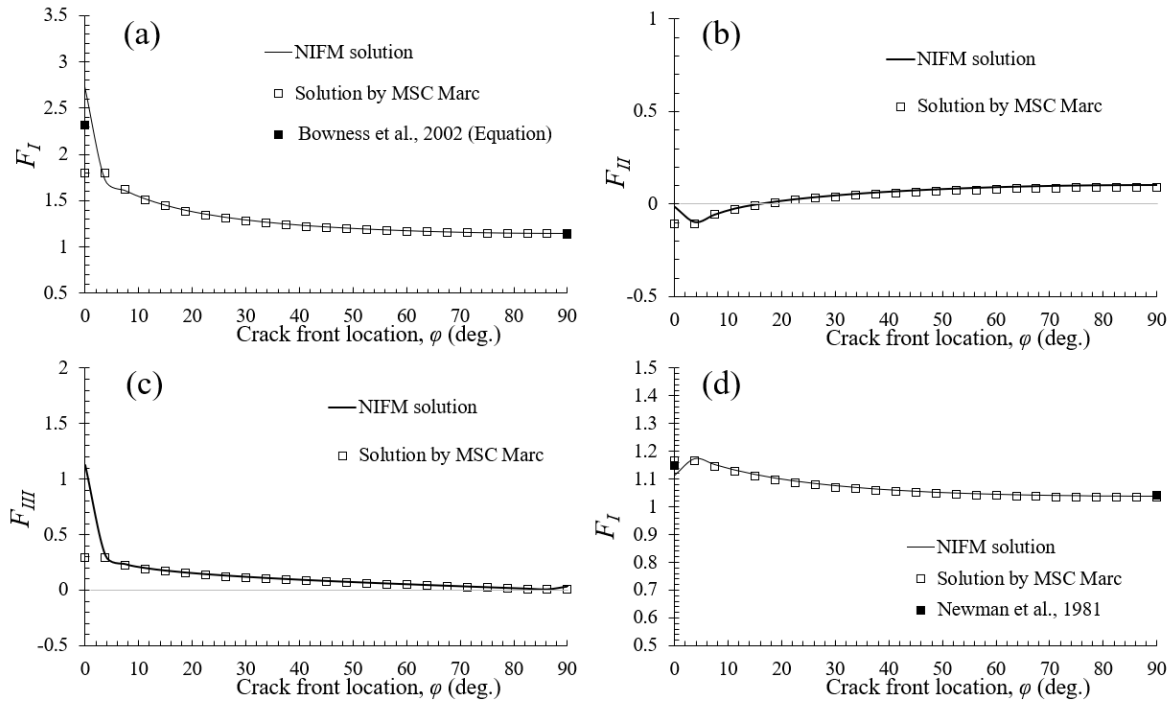 (a)
NIFM solution
Solution by MSC Marc
Bowness et al., 2002 (Equation)
3.5
3
2.5
2
1.5
1
0.5
F_I
0 10 20 30 40 50 60 70 80 90
Crack front location, φ (deg.)
(b)
NIFM solution
Solution by MSC Marc
1
0.5
0
-0.5
F_II
0 10 20 30 40 50 60 70 80 90
Crack front location, φ (deg.)
(c)
NIFM solution
Solution by MSC Marc
2
1.5
1
0.5
0
-0.5
F_III
0 10 20 30 40 50 60 70 80 90
Crack front location, φ (deg.)
(d)
1.5
1.4
1.3
1.2
1.1
1
0.9
0.8
0.7
0.6
0.5
F_I
NIFM solution
Solution by MSC Marc
Newman et al., 1981
0 10 20 30 40 50 60 70 80 90
Crack front location, φ (deg.)